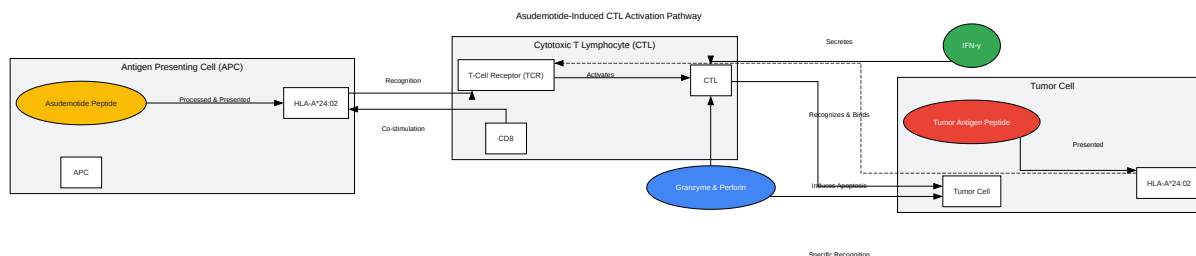 Asudemotide-Induced CTL Activation Pathway
Antigen Presenting Cell (APC)
Asudemotide Peptide
Processed & Presented
HLA-A*24:02
APC
Recognition
Co-stimulation
Cytotoxic T Lymphocyte (CTL)
T-Cell Receptor (TCR)
Activates
CTL
CD8
Granzyme & Perforin
Secretes
IFN-γ
Recognizes & Binds
Induces Apoptosis
Tumor Cell
Tumor Antigen Peptide
Presented
HLA-A*24:02
Tumor Cell
Specific Recognition